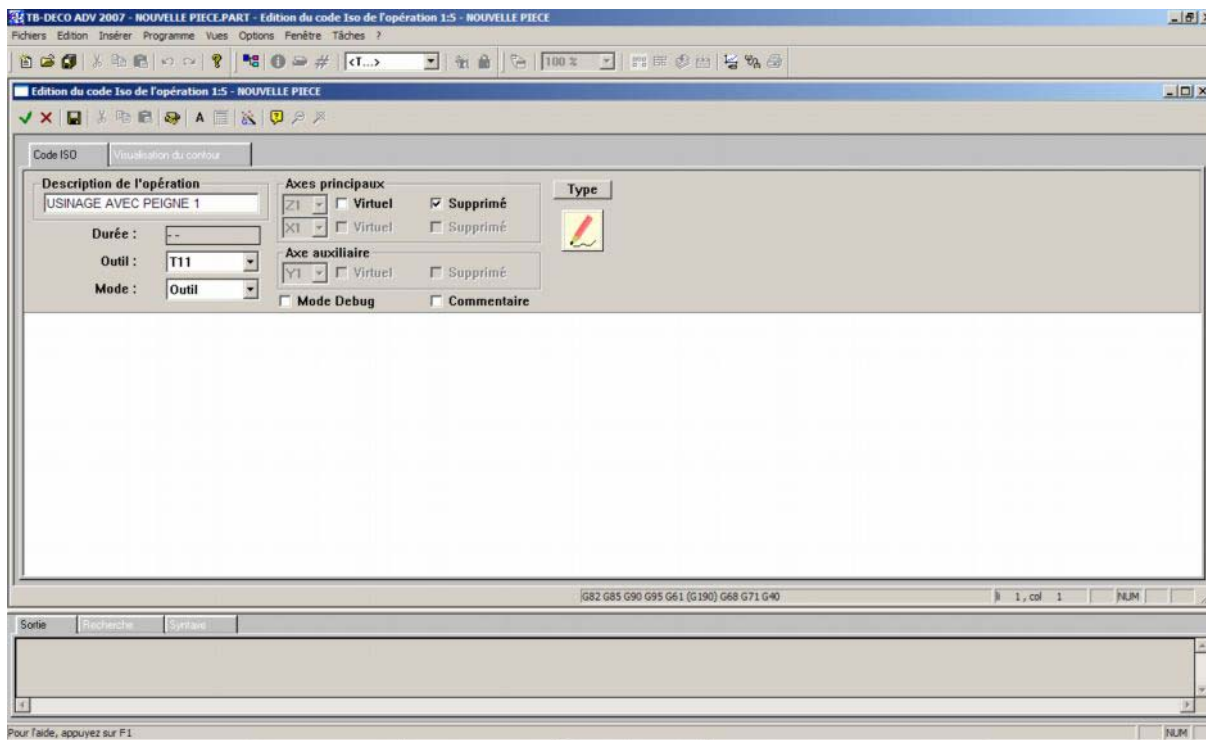 TB-DECO ADV 2007 - NOUVELLE PIECE.PART - Edition du code Iso de l'opération 1:5 - NOUVELLE PIECE
Fichiers Edition Insérer Programme Vues Options Fenêtre Tâches ?
<T...> 100 %
Edition du code Iso de l'opération 1:5 - NOUVELLE PIECE
A
Code ISO Visualisation du contour
Description de l'opération Axes principaux Type
USINAGE AVEC PEIGNE 1 Z1 Virtuel Supprimé
X1 Virtuel Supprimé
Durée : - -
Outil : T11 Axe auxiliaire
Y1 Virtuel Supprimé
Mode : Outil
Mode Debug Commentaire
G82 G85 G90 G95 G61 (G190) G68 G71 G40 li 1, col 1 NUM
Sortie Recherche Syntaxe
Pour l'aide, appuyez sur F1 NUM